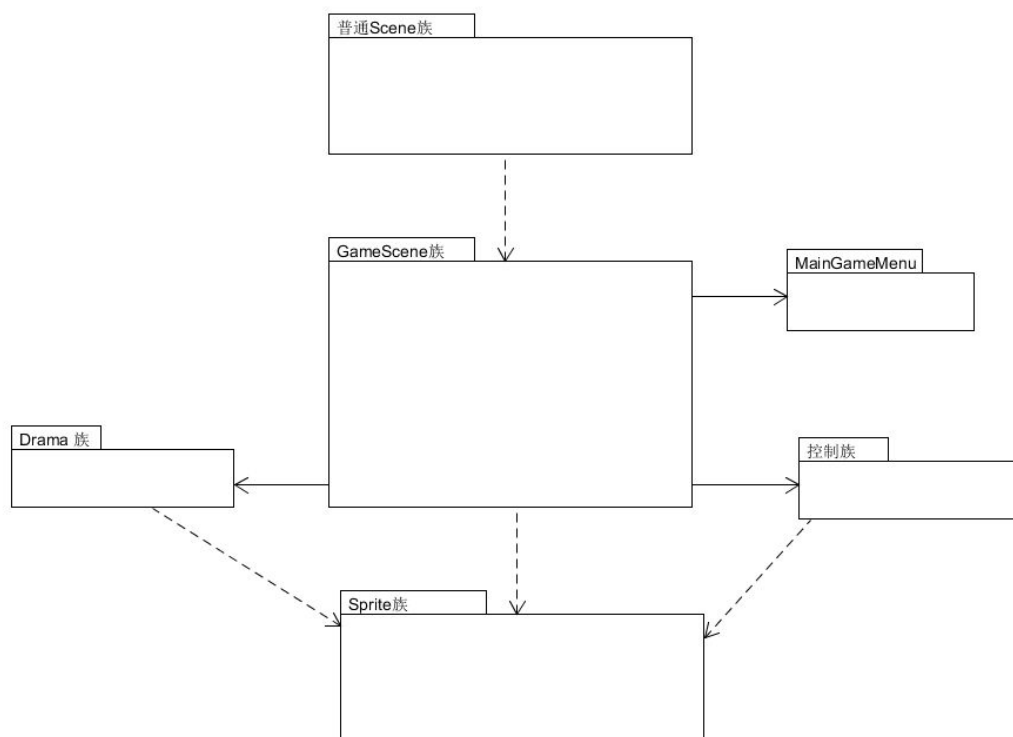 普通Scene族
GameScene族
MainGameMenu
Drama 族
控制族
Sprite族